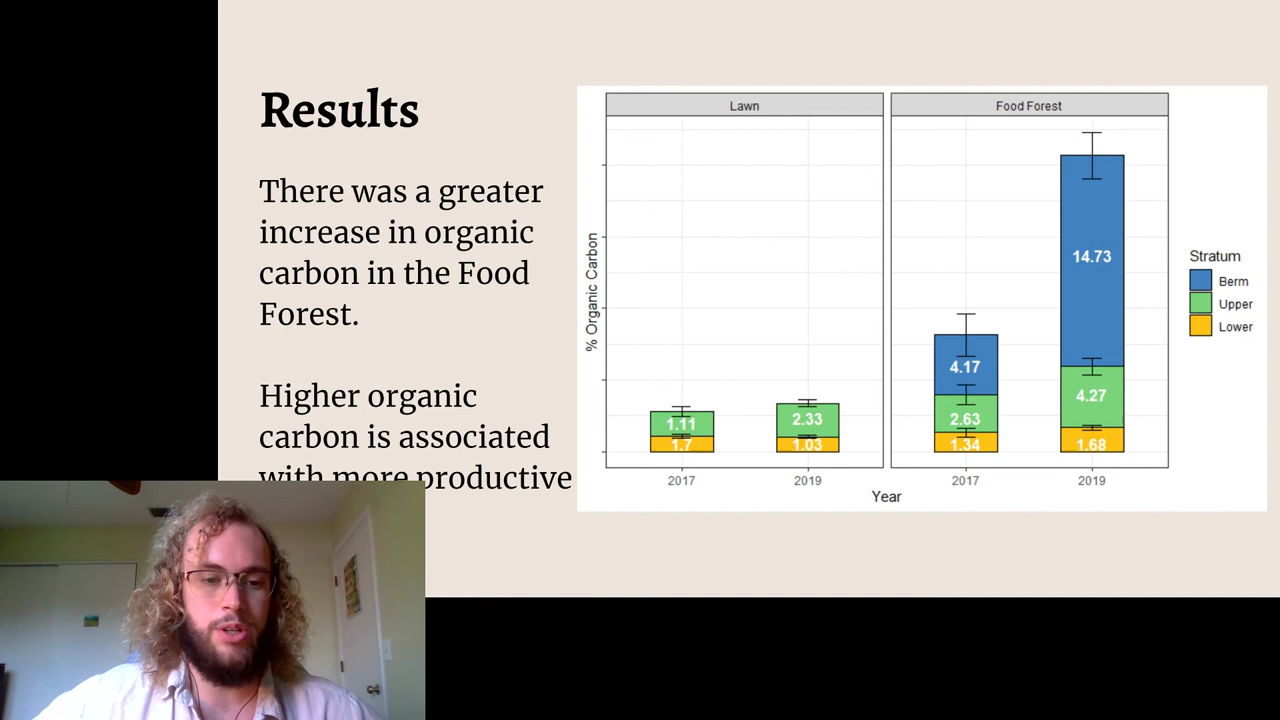 Results
There was a greater
increase in organic
carbon in the Food
Forest.
Higher organic
carbon is associated
with more productive
Lawn
Food Forest
% Organic Carbon
14.73
4.17
4.27
1.11
2.33
2.63
1.7
1.03
1.34
1.68
2017
2019
2017
2019
Year
Stratum
Berm
Upper
Lower